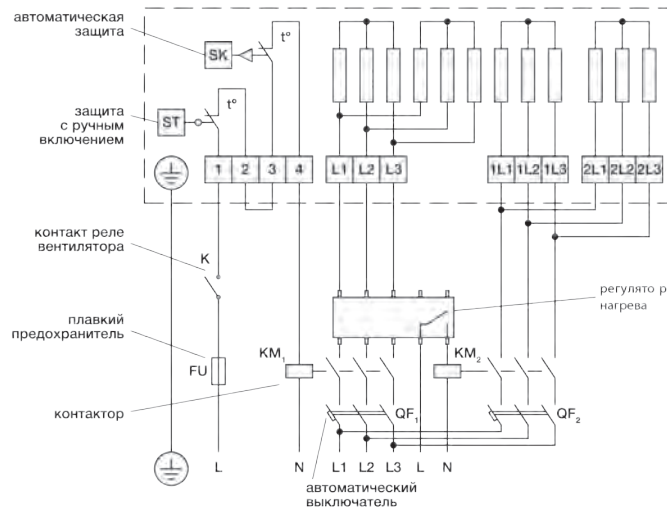 автоматическая
защита
SK
t°
защита
с ручным
включением
ST
t°
1 2 3 4
L1 L2 L3
1L1 1L2 1L3
2L1 2L2 2L3
контакт реле
вентилятора
K
регулято р
нагрева
плавкий
предохранитель
FU
KM1
KM2
контактор
QF1
QF2
L N L1 L2 L3 L N
автоматический
выключатель